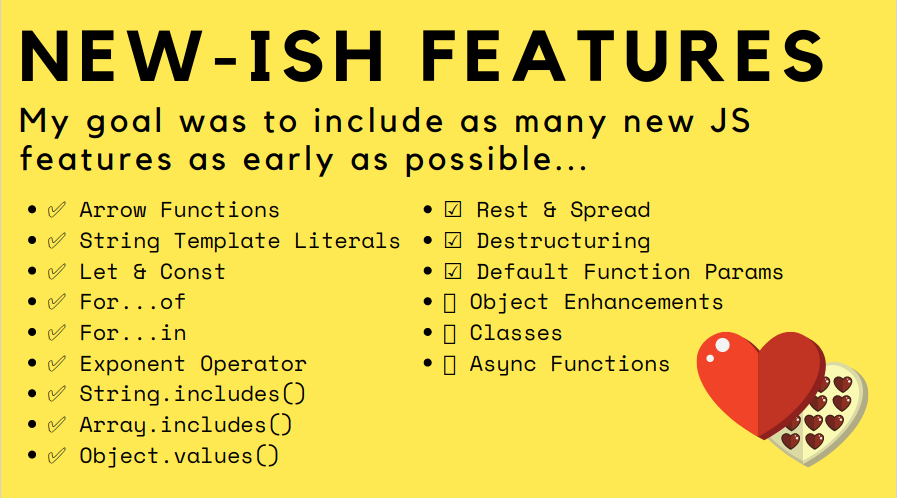 NEW-ISH FEATURES
My goal was to include as many new JS
features as early as possible...
• ✅ Arrow Functions
• ✅ String Template Literals
• ✅ Let & Const
• ✅ For...of
• ✅ For...in
• ✅ Exponent Operator
• ✅ String.includes()
• ✅ Array.includes()
• ✅ Object.values()
• ☑ Rest & Spread
• ☑ Destructuring
• ☑ Default Function Params
• ▯ Object Enhancements
• ▯ Classes
• ▯ Async Functions